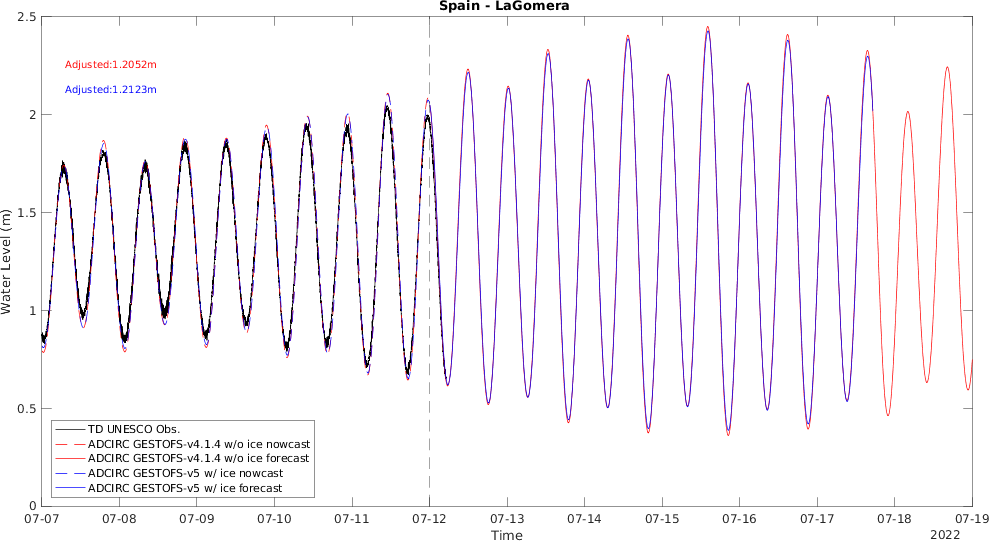 Spain - LaGomera
Adjusted:1.2052m
Adjusted:1.2123m
Water Level (m)
2.5
2
1.5
1
0.5
0
TD UNESCO Obs.
ADCIRC GESTOFS-v4.1.4 w/o ice nowcast
ADCIRC GESTOFS-v4.1.4 w/o ice forecast
ADCIRC GESTOFS-v5 w/ ice nowcast
ADCIRC GESTOFS-v5 w/ ice forecast
07-07 07-08 07-09 07-10 07-11 07-12 07-13 07-14 07-15 07-16 07-17 07-18 07-19
Time
2022